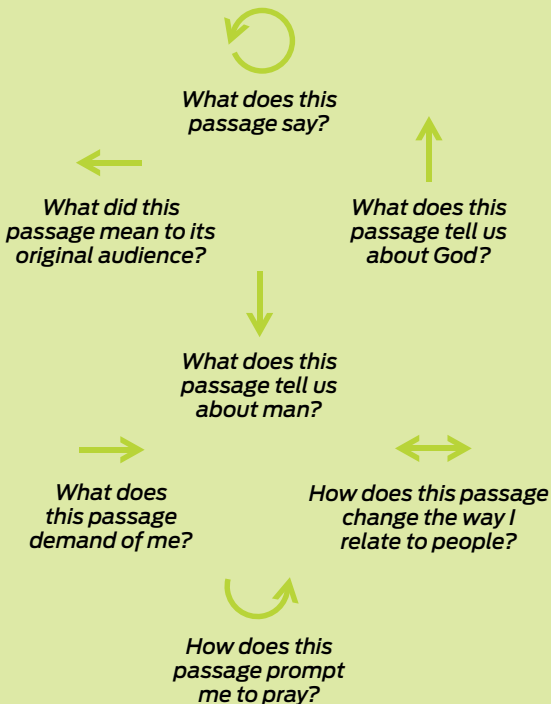 What does this
passage say?
What did this
passage mean to its
original audience?
What does this
passage tell us
about God?
What does this
passage tell us
about man?
What does
this passage
demand of me?
How does this passage
change the way I
relate to people?
How does this
passage prompt
me to pray?